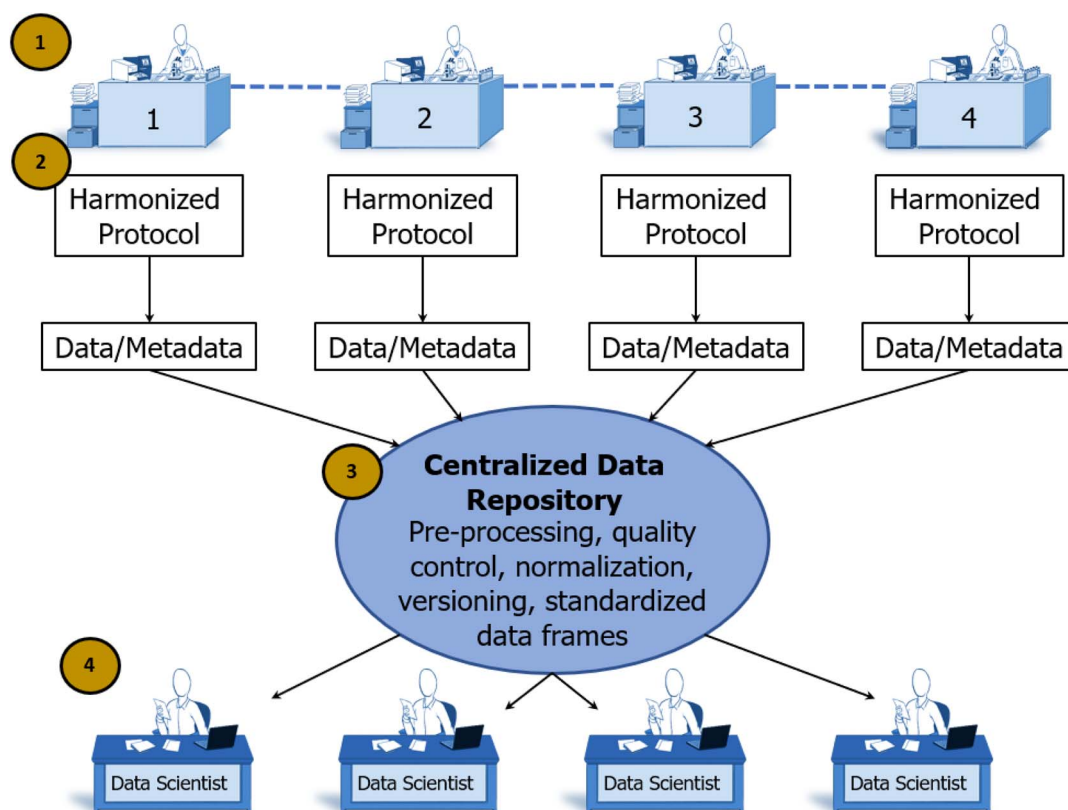 1
1
2
3
4
2
Harmonized
Protocol
Harmonized
Protocol
Harmonized
Protocol
Harmonized
Protocol
Data/Metadata
Data/Metadata
Data/Metadata
Data/Metadata
3
Centralized Data
Repository
Pre-processing, quality
control, normalization,
versioning, standardized
data frames
4
Data Scientist
Data Scientist
Data Scientist
Data Scientist